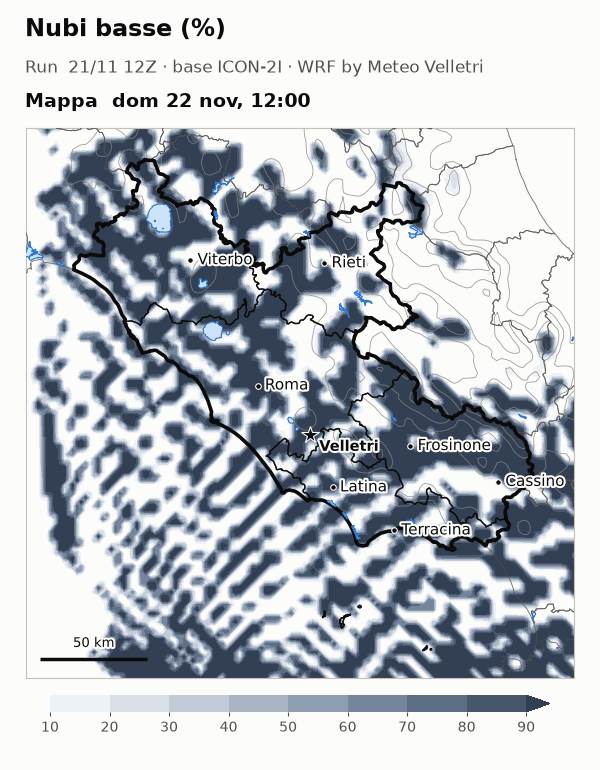 Nubi basse (%)
Run  21/11 12Z · base ICON-2I · WRF by Meteo Velletri
Mappa  dom 22 nov, 12:00
Viterbo
Rieti
Roma
Velletri
Frosinone
Cassino
Latina
Terracina
50 km
10 20 30 40 50 60 70 80 90